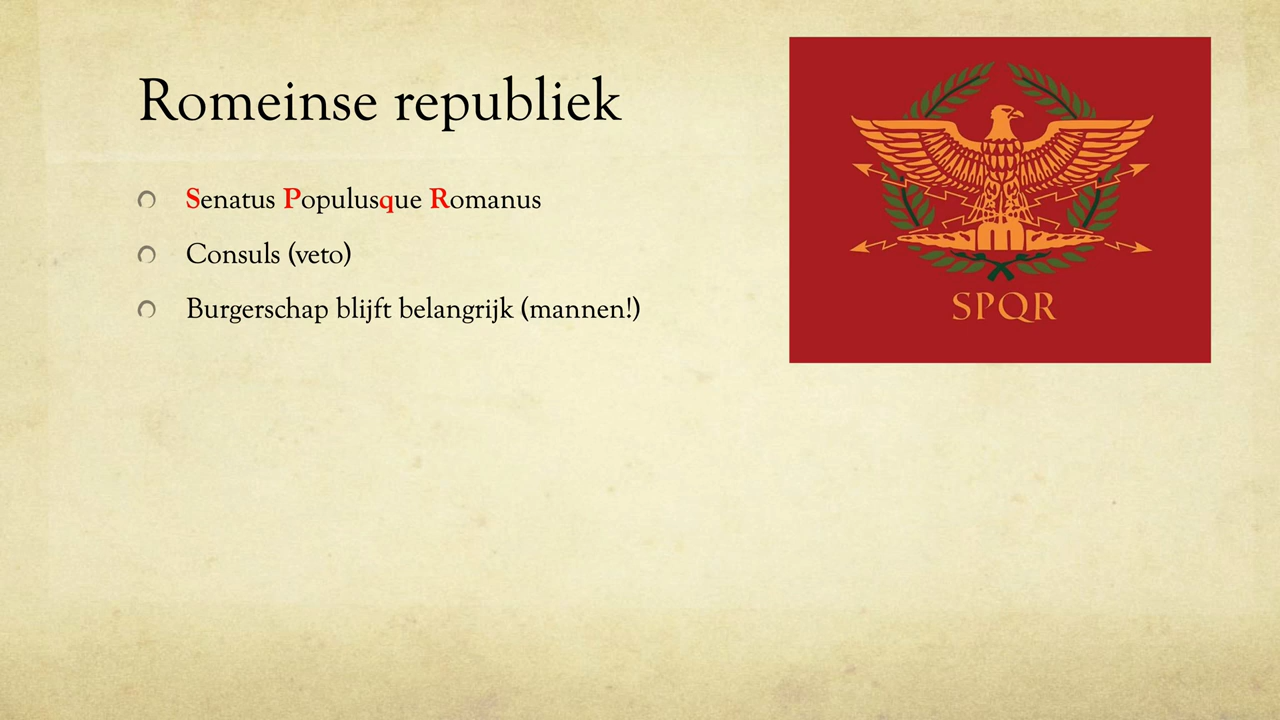 Romeinse republiek
Senatus Populusque Romanus
Consuls (veto)
Burgerschap blijft belangrijk (mannen!)
SPQR